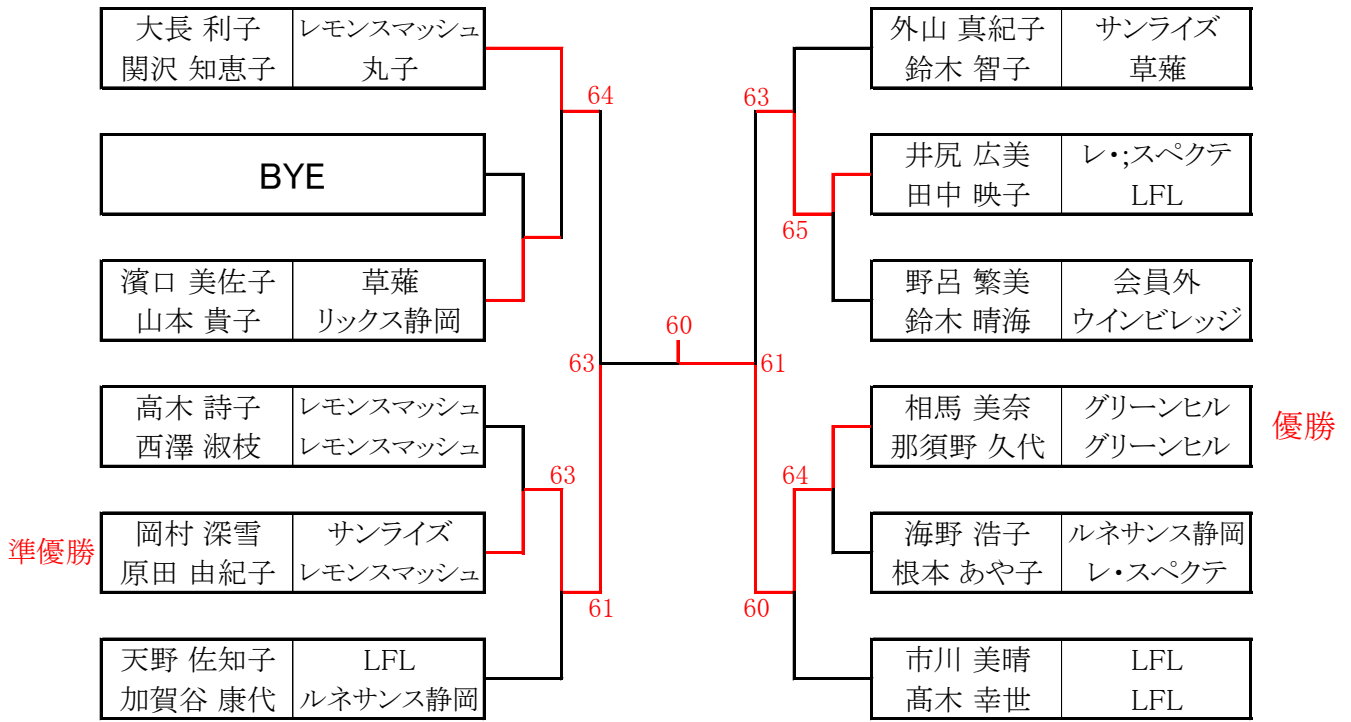 大長 利子 レモンスマッシュ
関沢 知恵子 丸子
64
BYE
濱口 美佐子 草薙
山本 貴子 リックス静岡
63
高木 詩子 レモンスマッシュ
西澤 淑枝 レモンスマッシュ
63
準優勝
岡村 深雪 サンライズ
原田 由紀子 レモンスマッシュ
61
天野 佐知子 LFL
加賀谷 康代 ルネサンス静岡
60
外山 真紀子 サンライズ
鈴木 智子 草薙
63
井尻 広美 レ・;スペクテ
田中 映子 LFL
65
野呂 繁美 会員外
鈴木 晴海 ウインビレッジ
61
相馬 美奈 グリーンヒル
那須野 久代 グリーンヒル
優勝
64
海野 浩子 ルネサンス静岡
根本 あや子 レ・スペクテ
60
市川 美晴 LFL
髙木 幸世 LFL